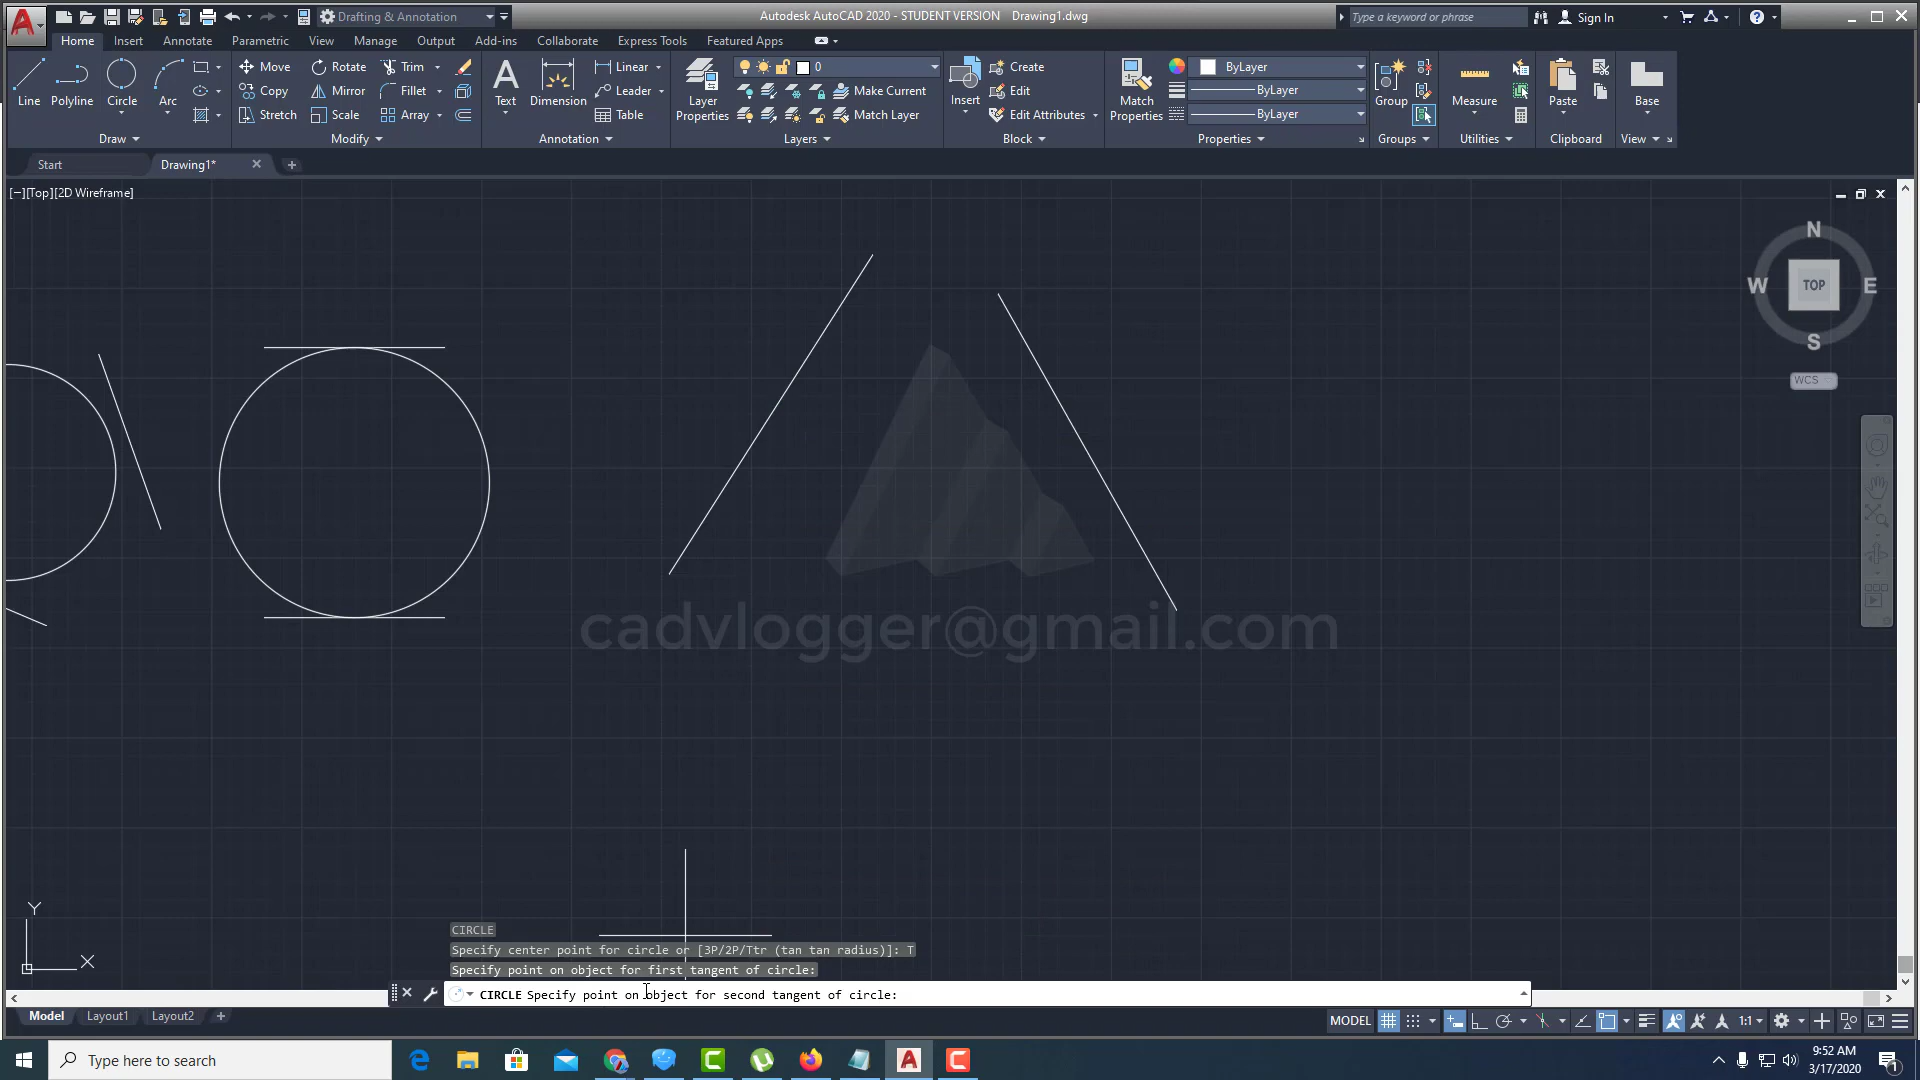 Drafting & Annotation
Autodesk AutoCAD 2020 - STUDENT VERSION Drawing1.dwg
Type a keyword or phrase
Sign In
Home Insert Annotate Parametric View Manage Output Add-ins Collaborate Express Tools Featured Apps
Line Polyline Circle Arc
Move Rotate Trim
Copy Mirror Fillet
Stretch Scale Array
Text Dimension
Linear
Leader
Table
Layer Properties
0
Make Current
Match Layer
Insert
Create
Edit
Edit Attributes
Match Properties
ByLayer
ByLayer
ByLayer
Group
Measure
Paste
Base
Draw Modify Annotation Layers Block Properties Groups Utilities Clipboard View
Start Drawing1*
[−][Top][2D Wireframe]
N
W TOP E
S
WCS
cadvlogger@gmail.com
Y
X
CIRCLE
Specify center point for circle or [3P/2P/Ttr (tan tan radius)]: T
Specify point on object for first tangent of circle:
CIRCLE Specify point on object for second tangent of circle:
Model Layout1 Layout2
MODEL 1:1
Type here to search
9:52 AM
3/17/2020
1